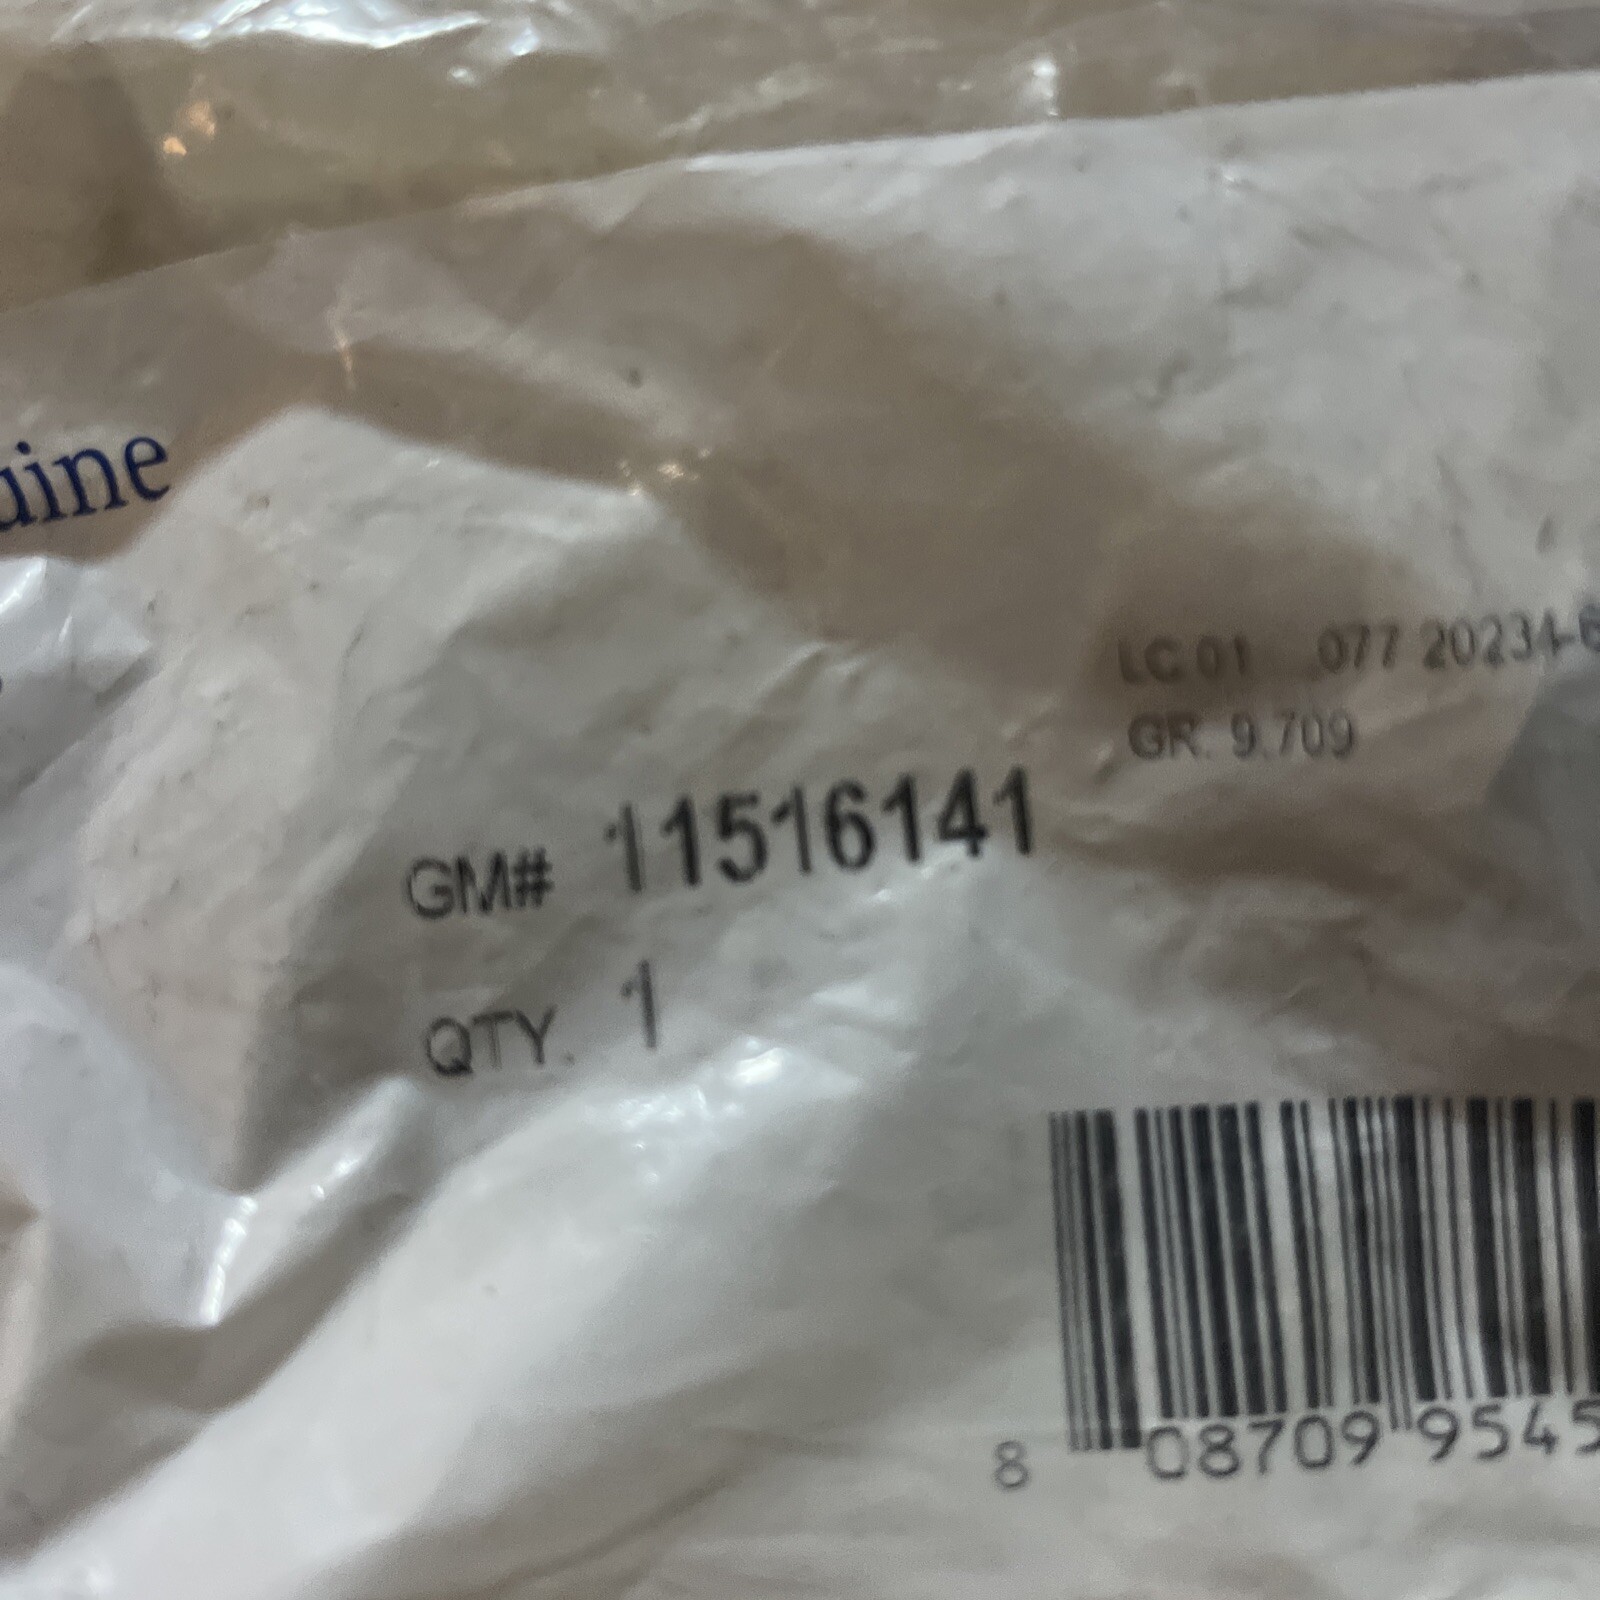 uine
LC 01 077 20234-6
GR. 9.709
GM# 11516141
QTY. 1
8 08709 9545